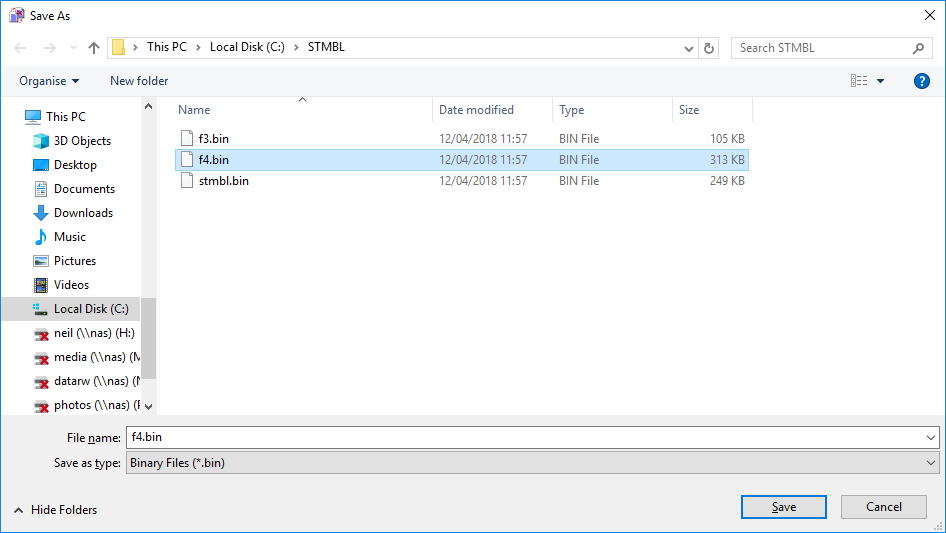 Save As
This PC > Local Disk (C:) > STMBL
Search STMBL
Organise New folder
?
Name Date modified Type Size
f3.bin 12/04/2018 11:57 BIN File 105 KB
f4.bin 12/04/2018 11:57 BIN File 313 KB
stmbl.bin 12/04/2018 11:57 BIN File 249 KB
This PC
3D Objects
Desktop
Documents
Downloads
Music
Pictures
Videos
Local Disk (C:)
neil (\\nas) (H:)
media (\\nas) (M
datarw (\\nas) (N
photos (\\nas) (P
File name: f4.bin
Save as type: Binary Files (*.bin)
Hide Folders
Save Cancel